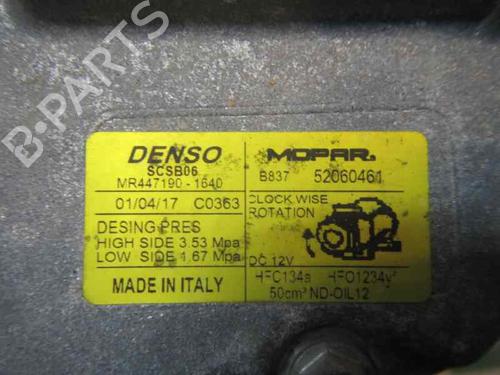 B-PARTS
DENSO
SCSB06
MR447190-1640
01/04/17 C0363
DESING PRES
HIGH SIDE 3.53 Mpa
LOW SIDE 1.67 Mpa
MADE IN ITALY
MOPAR.
B837 52060461
CLOCK WISE
ROTATION
DC 12V
HFC134a HFO1234yf
50cm³ ND-OIL12